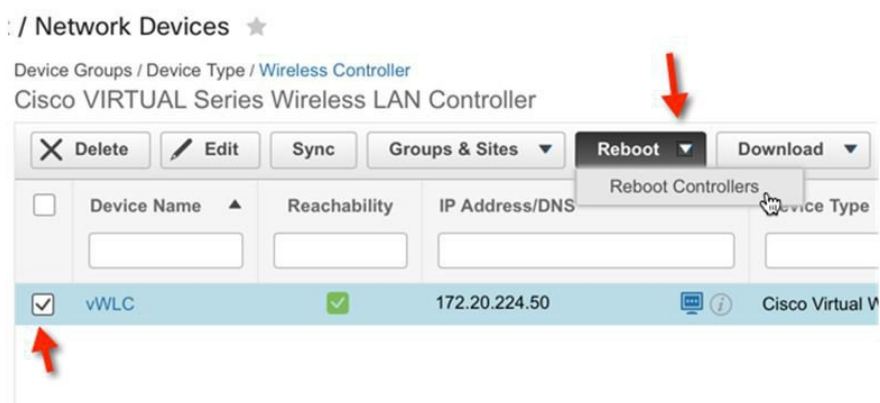 : / Network Devices
Device Groups / Device Type / Wireless Controller
Cisco VIRTUAL Series Wireless LAN Controller
Delete Edit Sync Groups & Sites Reboot Download
Reboot Controllers
Device Name Reachability IP Address/DNS Device Type
vWLC 172.20.224.50 Cisco Virtual